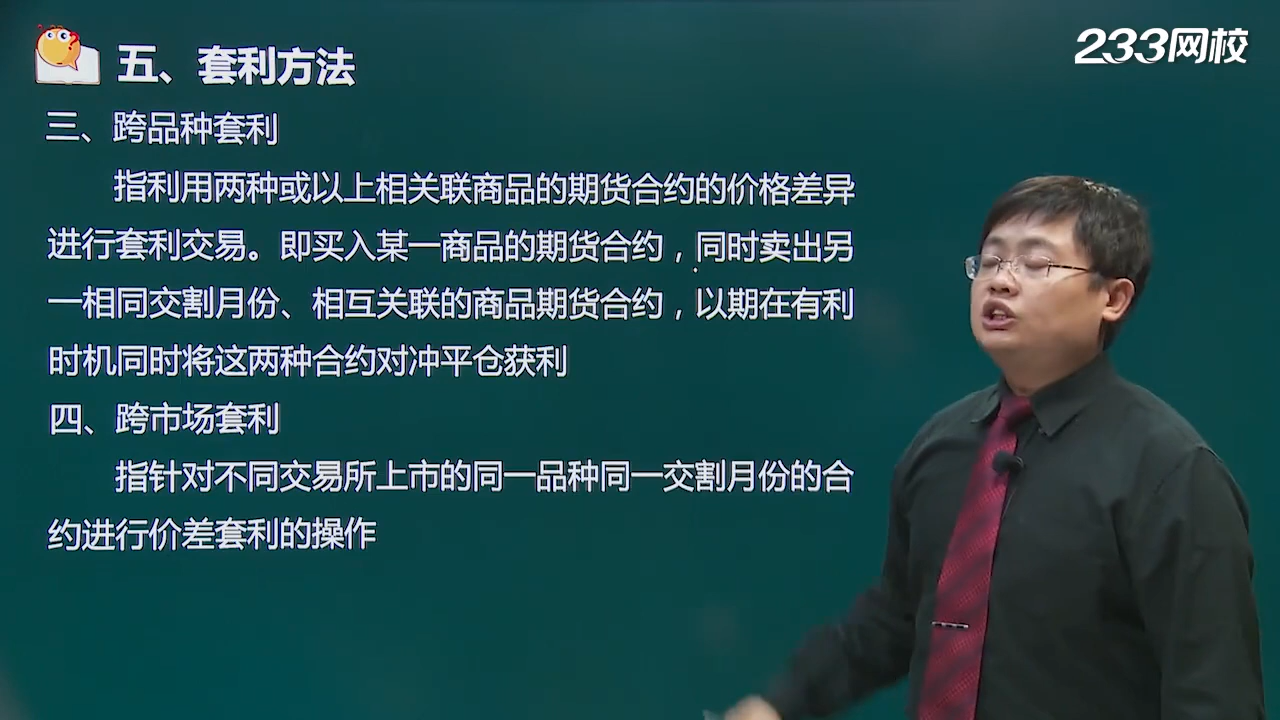 五、套利方法
233网校
三、跨品种套利
指利用两种或以上相关联商品的期货合约的价格差异
进行套利交易。即买入某一商品的期货合约，同时卖出另
一相同交割月份、相互关联的商品期货合约，以期在有利
时机同时将这两种合约对冲平仓获利
四、跨市场套利
指针对不同交易所上市的同一品种同一交割月份的合
约进行价差套利的操作